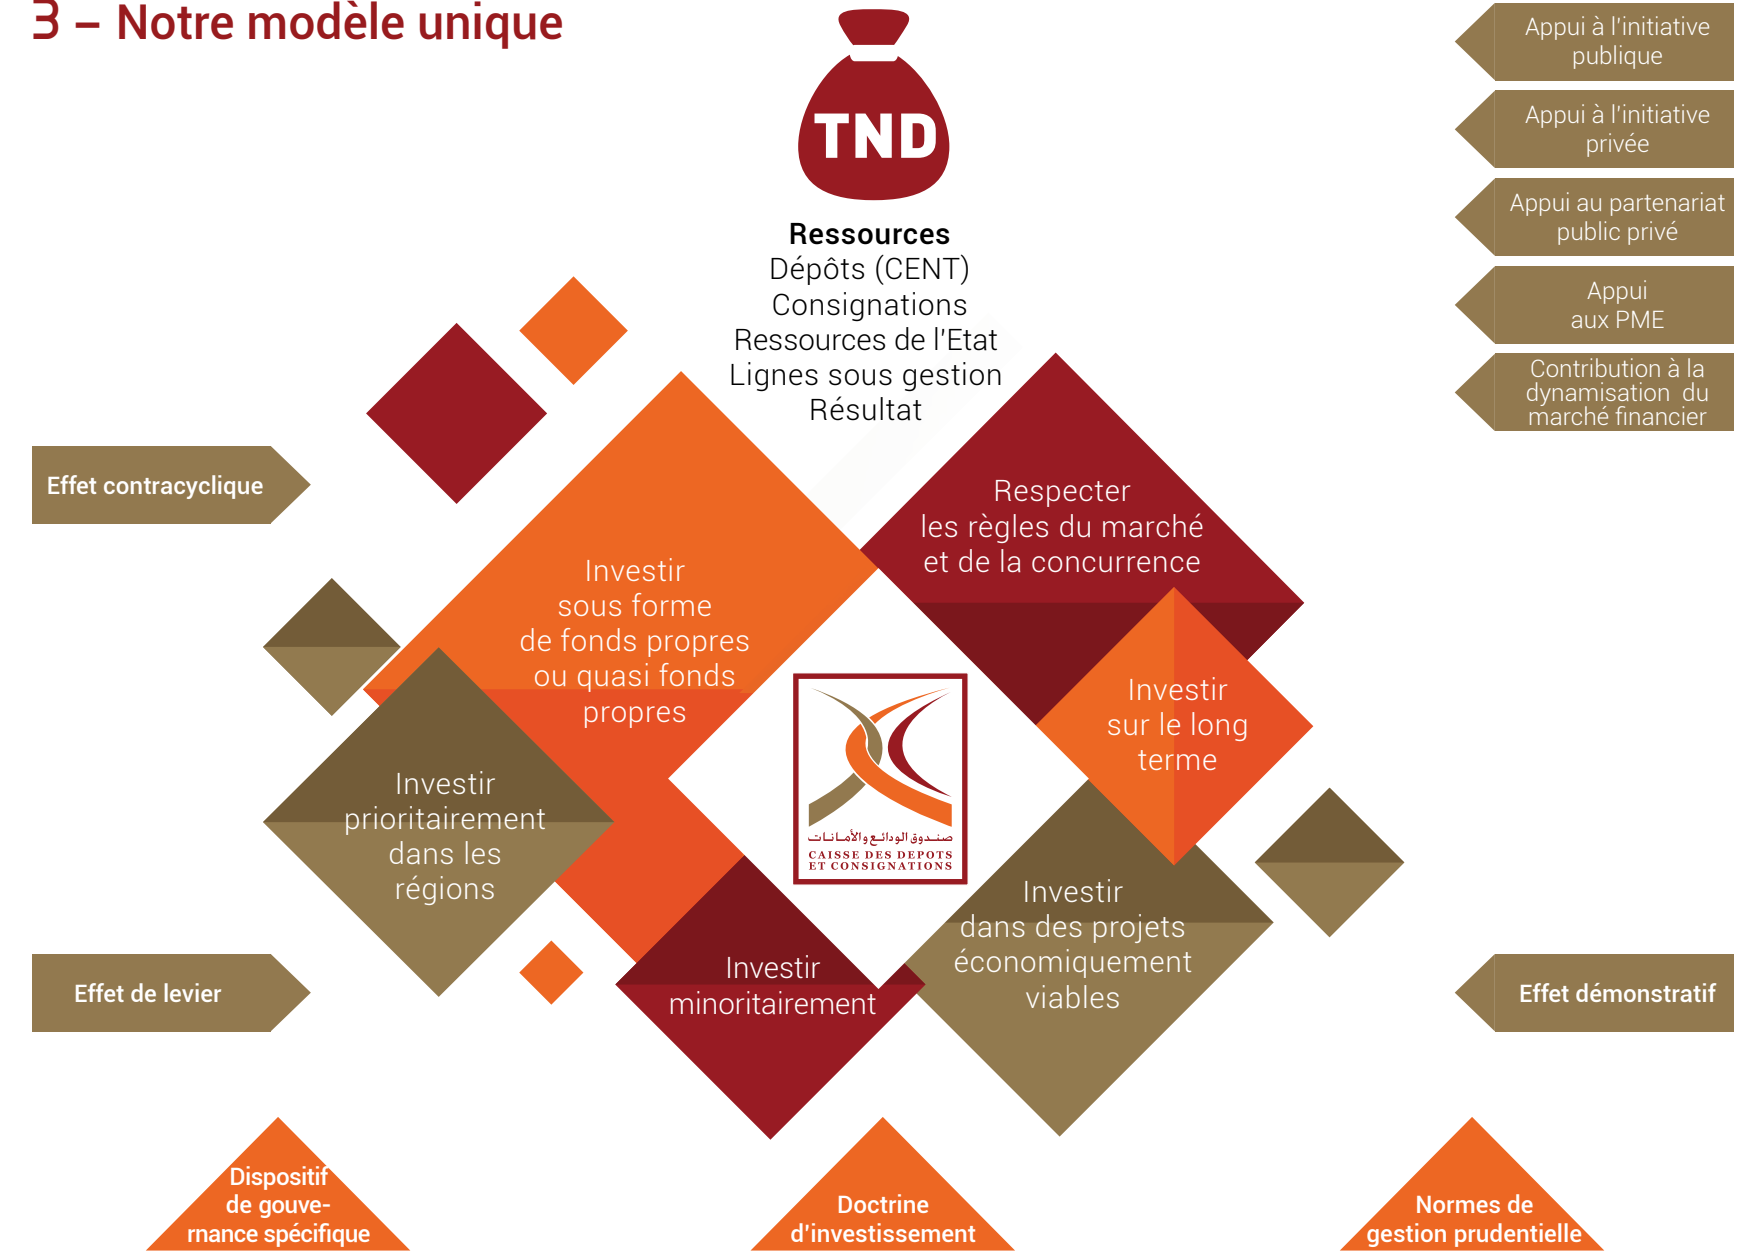 3 – Notre modèle unique
TND
Ressources
Dépôts (CENT)
Consignations
Ressources de l'Etat
Lignes sous gestion
Résultat
Appui à l'initiative
publique
Appui à l'initiative
privée
Appui au partenariat
public privé
Appui
aux PME
Contribution à la
dynamisation du
marché financier
Effet contracyclique
Investir
sous forme
de fonds propres
ou quasi fonds
propres
Respecter
les règles du marché
et de la concurrence
Investir
sur le long
terme
Investir
prioritairement
dans les
régions
صندوق الودائع والأمانات
CAISSE DES DEPOTS
ET CONSIGNATIONS
Investir
dans des projets
économiquement
viables
Investir
minoritairement
Effet de levier
Effet démonstratif
Dispositif
de gouve-
rnance spécifique
Doctrine
d'investissement
Normes de
gestion prudentielle